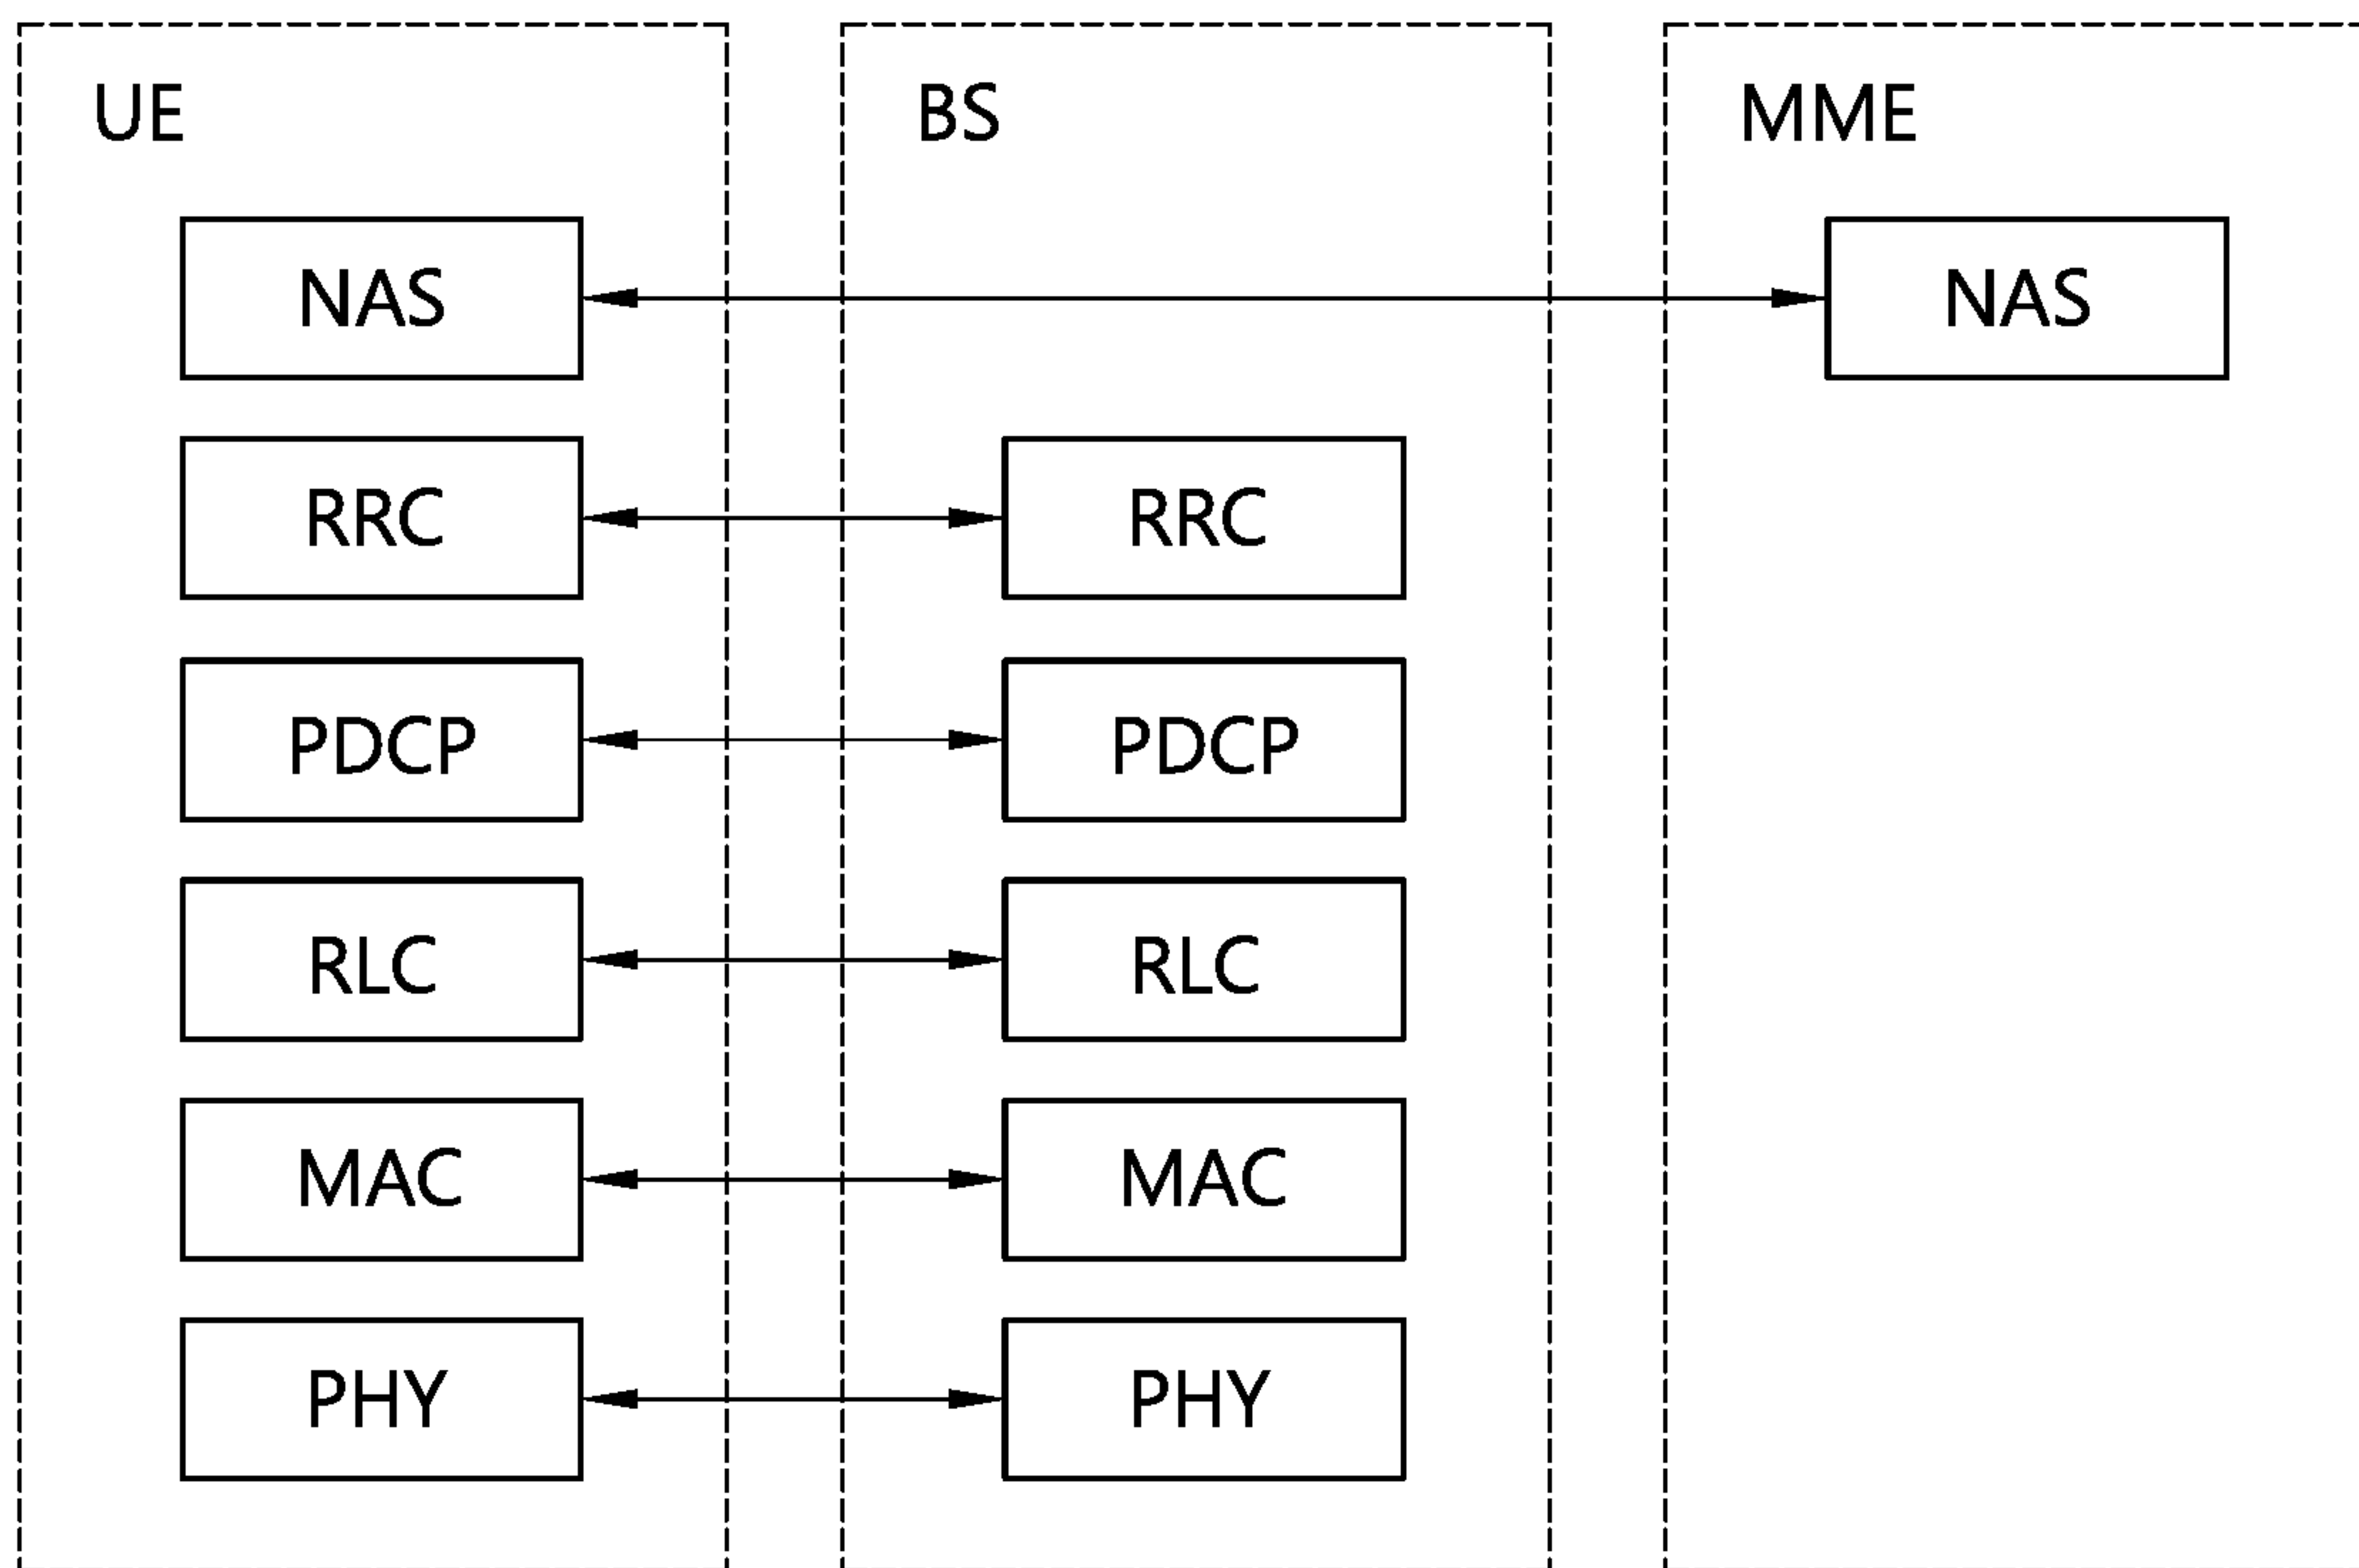 UE BS MME
NAS NAS
RRC RRC
PDCP PDCP
RLC RLC
MAC MAC
PHY PHY